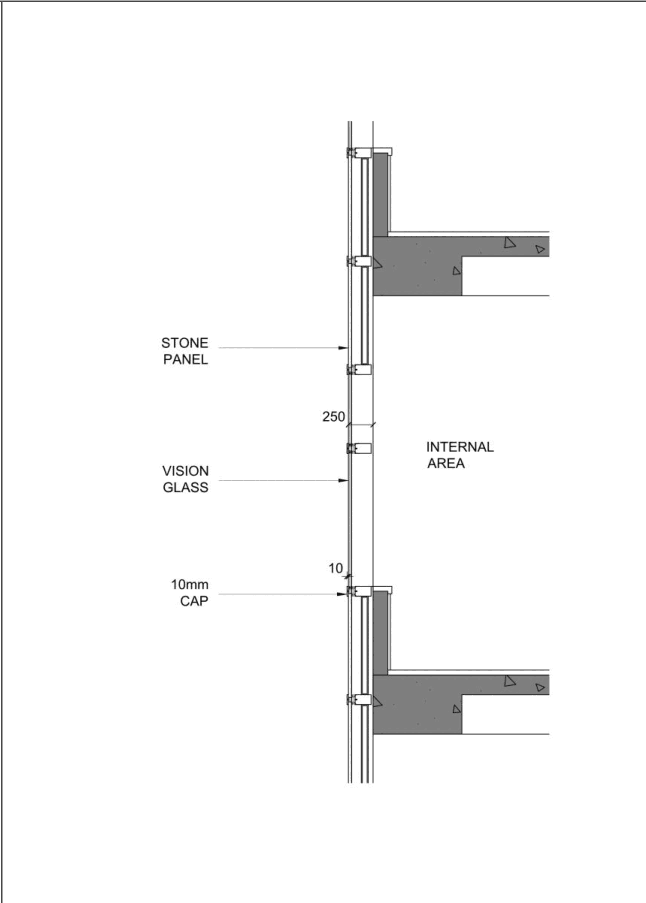 STONE
PANEL
250
INTERNAL
AREA
VISION
GLASS
10
10mm
CAP